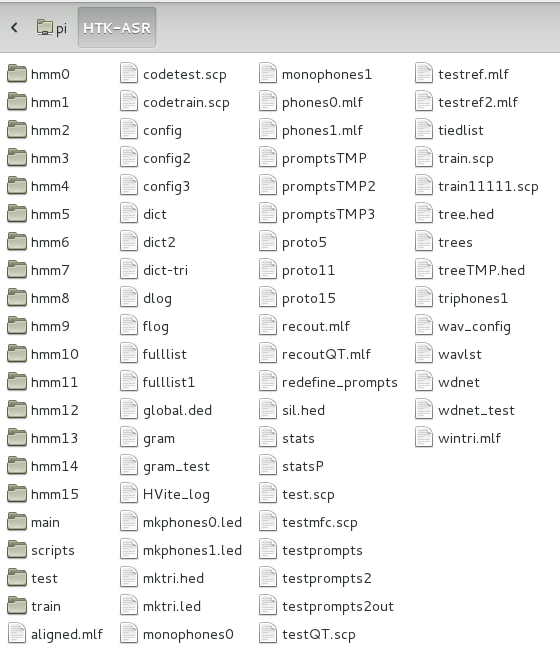 pi HTK-ASR
hmm0
hmm1
hmm2
hmm3
hmm4
hmm5
hmm6
hmm7
hmm8
hmm9
hmm10
hmm11
hmm12
hmm13
hmm14
hmm15
main
scripts
test
train
aligned.mlf
codetest.scp
codetrain.scp
config
config2
config3
dict
dict2
dict-tri
dlog
flog
fulllist
fulllist1
global.ded
gram
gram_test
HVite_log
mkphones0.led
mkphones1.led
mktri.hed
mktri.led
monophones0
monophones1
phones0.mlf
phones1.mlf
promptsTMP
promptsTMP2
promptsTMP3
proto5
proto11
proto15
recout.mlf
recoutQT.mlf
redefine_prompts
sil.hed
stats
statsP
test.scp
testmfc.scp
testprompts
testprompts2
testprompts2out
testQT.scp
testref.mlf
testref2.mlf
tiedlist
train.scp
train11111.scp
tree.hed
trees
treeTMP.hed
triphones1
wav_config
wavlst
wdnet
wdnet_test
wintri.mlf